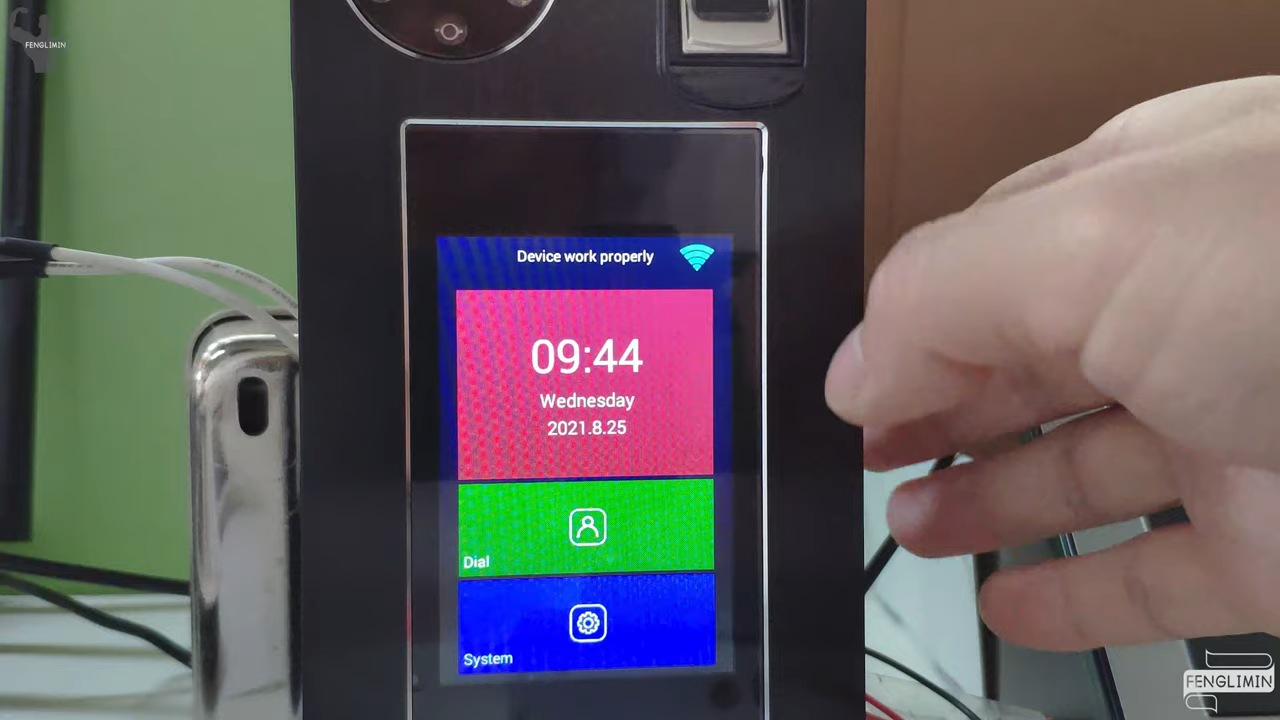 FENGLIMIN
Device work properly
09:44
Wednesday
2021.8.25
Dial
System
FENGLIMIN